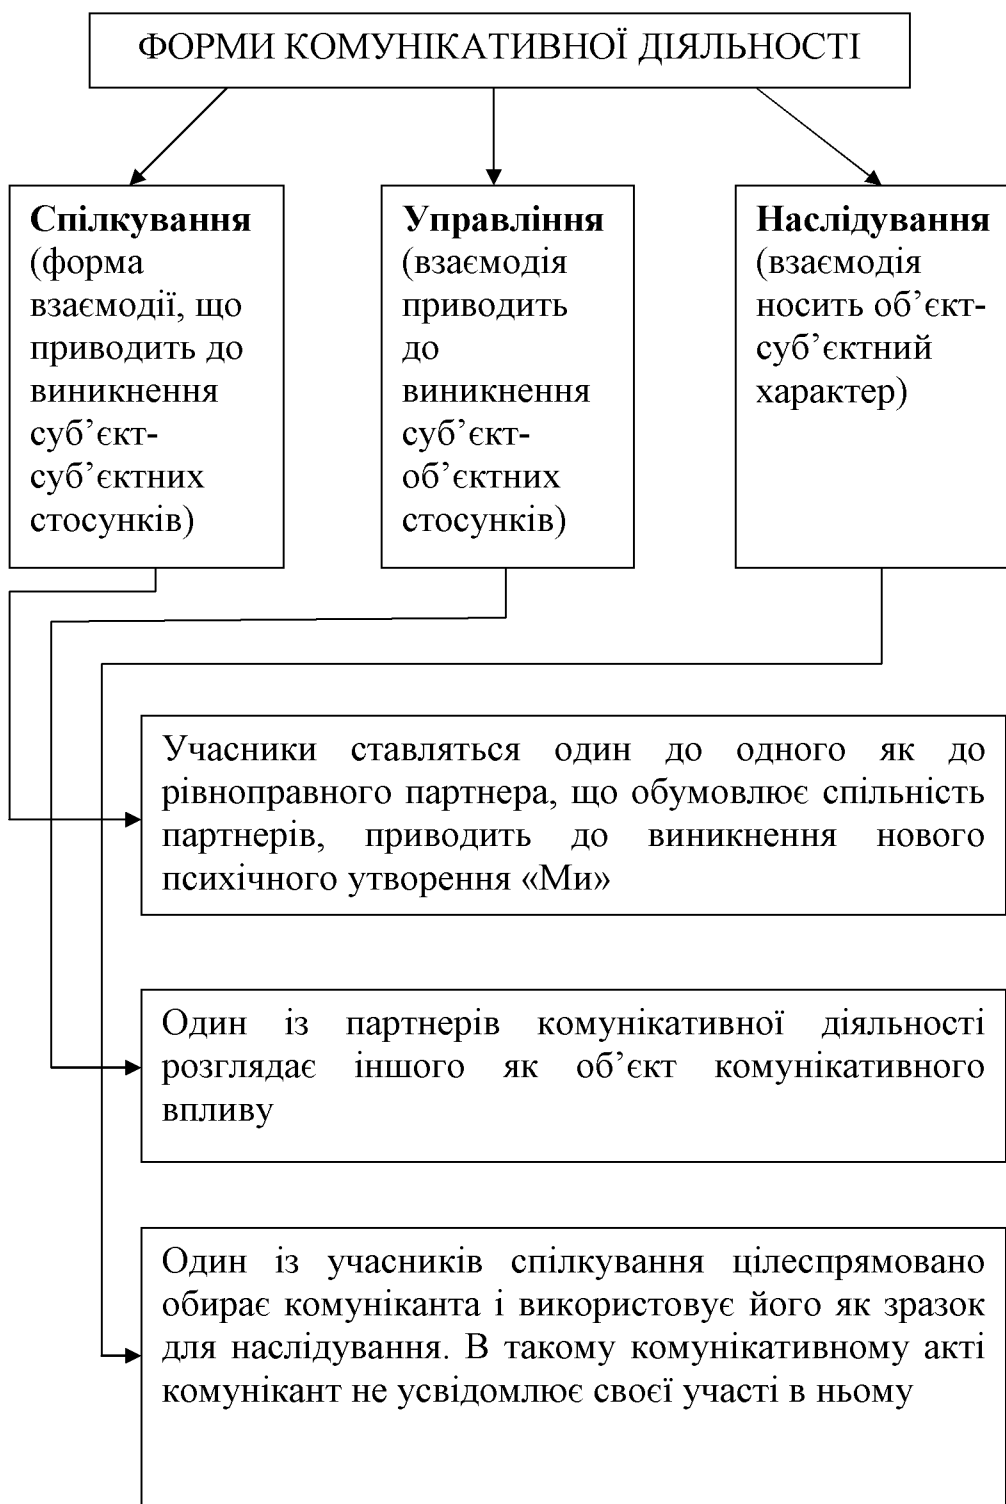 ФОРМИ КОМУНІКАТИВНОЇ ДІЯЛЬНОСТІ
Спілкування
(форма
взаємодії, що
приводить до
виникнення
суб’єкт-
суб’єктних
стосунків)
Управління
(взаємодія
приводить
до
виникнення
суб’єкт-
об’єктних
стосунків)
Наслідування
(взаємодія
носить об’єкт-
суб’єктний
характер)
Учасники ставляться один до одного як до
рівноправного партнера, що обумовлює спільність
партнерів, приводить до виникнення нового
психічного утворення «Ми»
Один із партнерів комунікативної діяльності
розглядає іншого як об’єкт комунікативного
впливу
Один із учасників спілкування цілеспрямовано
обирає комуніканта і використовує його як зразок
для наслідування. В такому комунікативному акті
комунікант не усвідомлює своєї участі в ньому